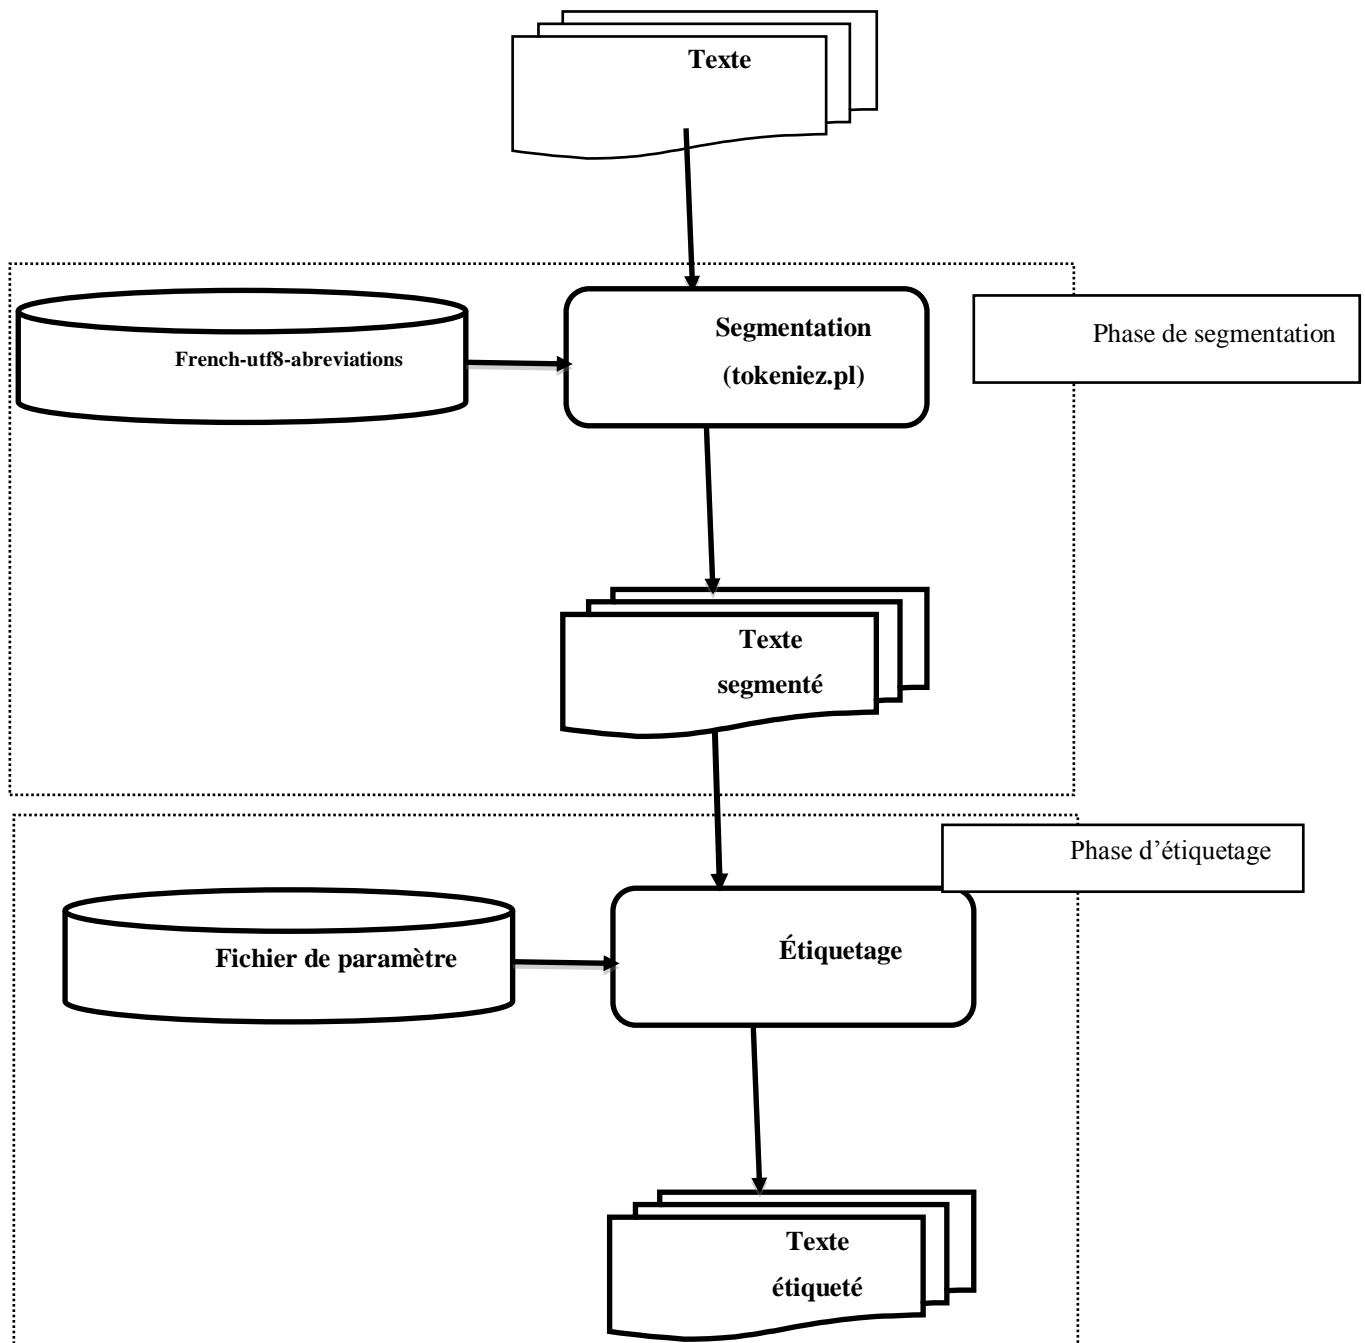 Texte
Segmentation
(tokeniez.pl)
French-utf8-abreviations
Phase de segmentation
Texte
segmenté
Phase d’étiquetage
Fichier de paramètre
Étiquetage
Texte
étiqueté